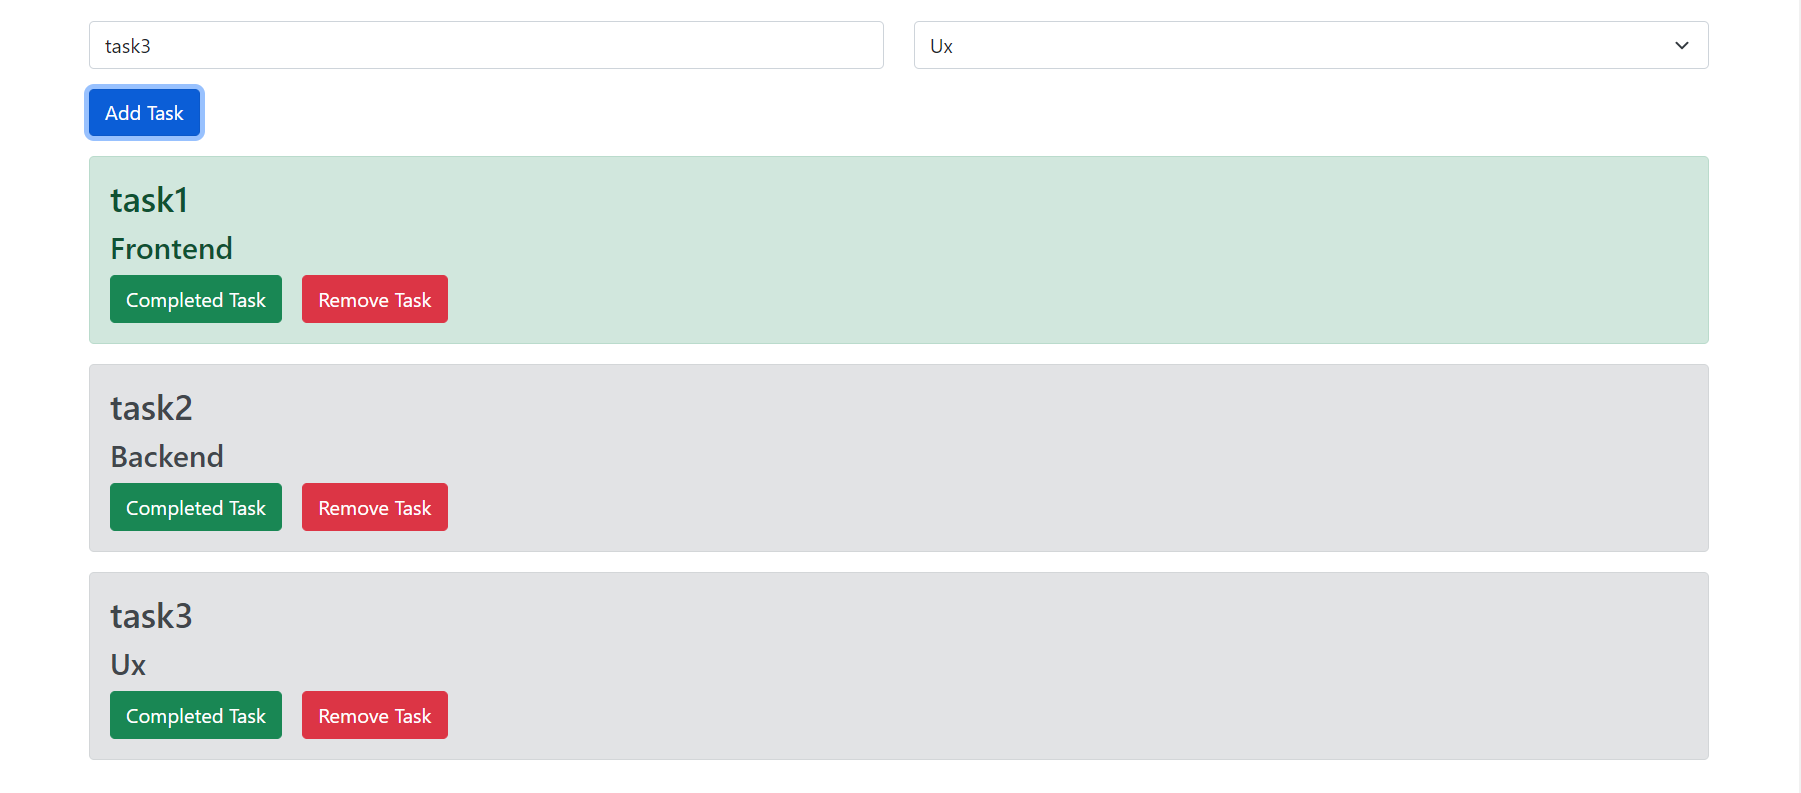 task3
Ux
Add Task
task1
Frontend
Completed Task
Remove Task
task2
Backend
Completed Task
Remove Task
task3
Ux
Completed Task
Remove Task